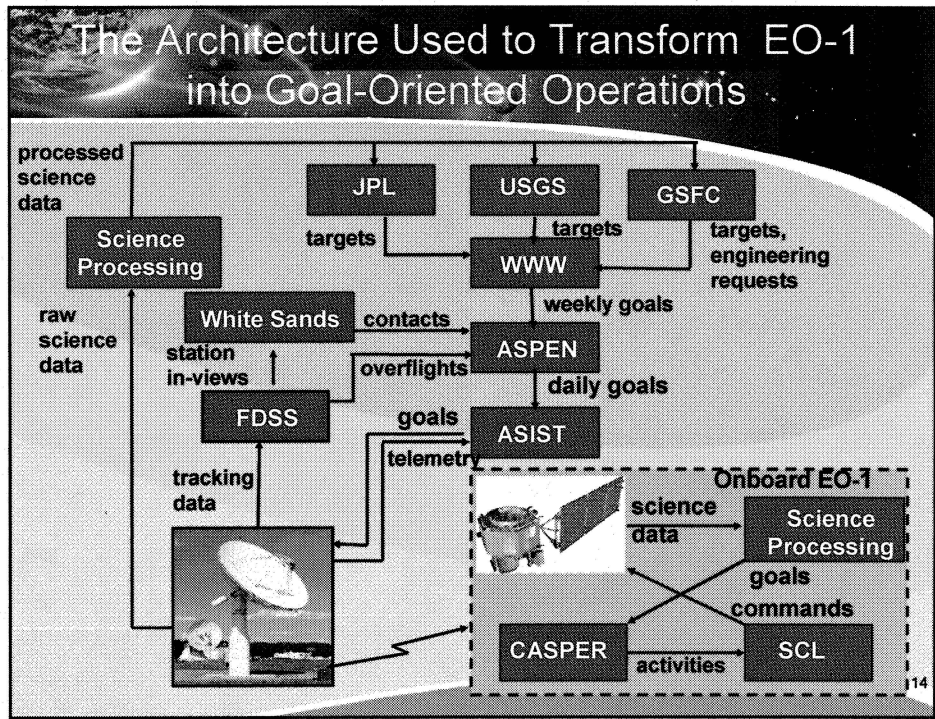 The Architecture Used to Transform EO-1
into Goal-Oriented Operations
processed
science
data
JPL
USGS
GSFC
Science
Processing
targets
targets
targets,
engineering
requests
WWW
raw
science
data
weekly goals
White Sands
contacts
ASPEN
station
in-views
overflights
daily goals
FDSS
goals
ASIST
telemetry
tracking
data
Onboard EO-1
science
data
Science
Processing
goals
commands
CASPER
activities
SCL
14